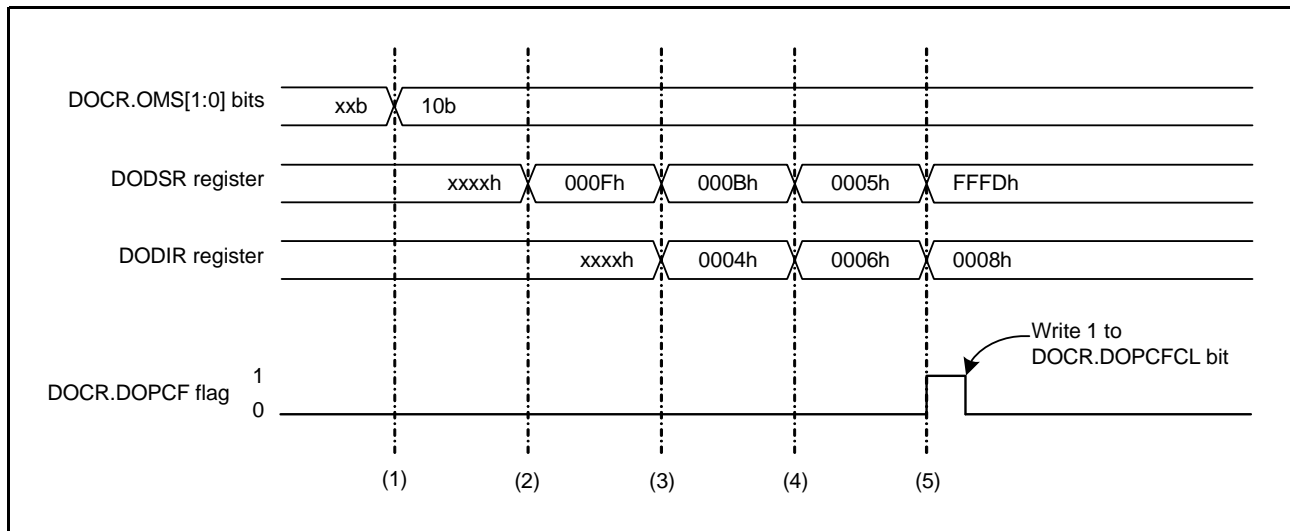 DOCR.OMS[1:0] bits xxb 10b
DODSR register xxxxh 000Fh 000Bh 0005h FFFDh
DODIR register xxxxh 0004h 0006h 0008h
Write 1 to
DOCR.DOPCFCL bit
DOCR.DOPCF flag 1
0
(1) (2) (3) (4) (5)